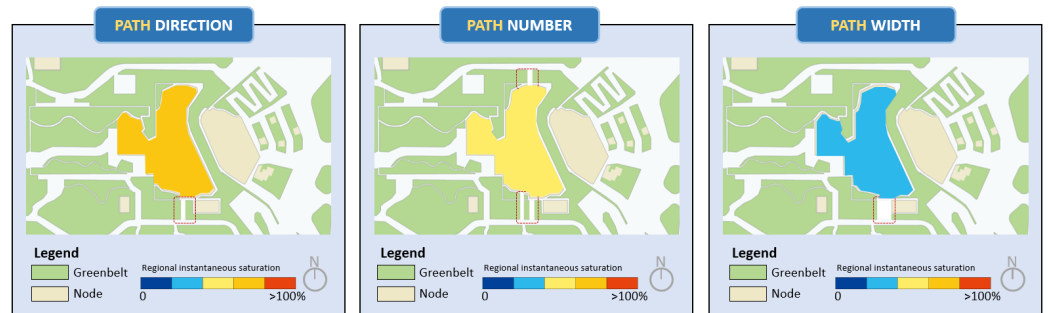 PATH DIRECTION
Legend
Greenbelt
Node
Regional instantaneous saturation
0
>100%
N
PATH NUMBER
Legend
Greenbelt
Node
Regional instantaneous saturation
0
>100%
N
PATH WIDTH
Legend
Greenbelt
Node
Regional instantaneous saturation
0
>100%
N